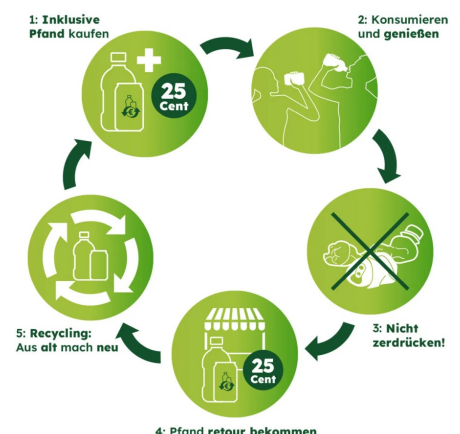 1: Inklusive
Pfand kaufen
25
Cent
2: Konsumieren
und genießen
3: Nicht
zerdrücken!
25
Cent
4: Pfand retour bekommen
5: Recycling:
Aus alt mach neu